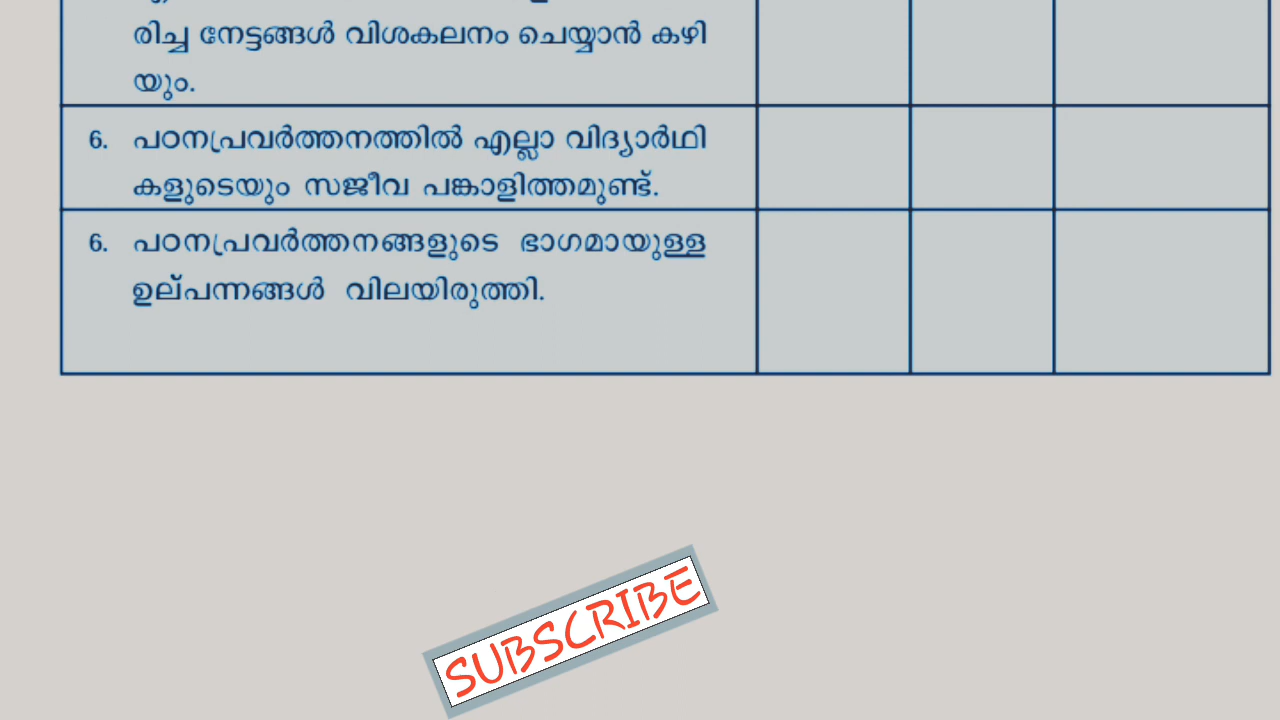 രിച്ച നേട്ടങ്ങൾ വിശകലനം ചെയ്യാൻ കഴി
യും.
6. പഠനപ്രവർത്തനത്തിൽ എല്ലാ വിദ്യാർഥി
കളുടെയും സജീവ പങ്കാളിത്തമുണ്ട്.
6. പഠനപ്രവർത്തനങ്ങളുടെ ഭാഗമായുള്ള
ഉല്പന്നങ്ങൾ വിലയിരുത്തി.
SUBSCRIBE